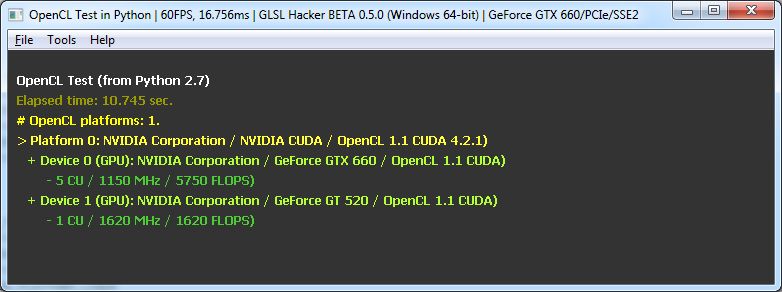 OpenCL Test in Python | 60FPS, 16.756ms | GLSL Hacker BETA 0.5.0 (Windows 64-bit) | GeForce GTX 660/PCIe/SSE2
File Tools Help
OpenCL Test (from Python 2.7)
Elapsed time: 10.745 sec.
# OpenCL platforms: 1.
> Platform 0: NVIDIA Corporation / NVIDIA CUDA / OpenCL 1.1 CUDA 4.2.1)
+ Device 0 (GPU): NVIDIA Corporation / GeForce GTX 660 / OpenCL 1.1 CUDA)
- 5 CU / 1150 MHz / 5750 FLOPS)
+ Device 1 (GPU): NVIDIA Corporation / GeForce GT 520 / OpenCL 1.1 CUDA)
- 1 CU / 1620 MHz / 1620 FLOPS)